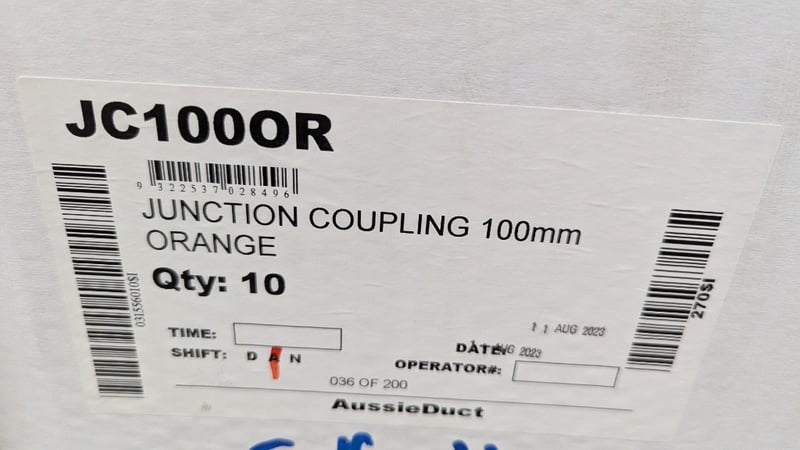 JC100OR
9 322537 028496
JUNCTION COUPLING 100mm
ORANGE
Qty: 10
031556010SI
270SI
TIME:
SHIFT: D A N
11 AUG 2023
DATE:
AUG 2023
OPERATOR#:
036 OF 200
AussieDuct